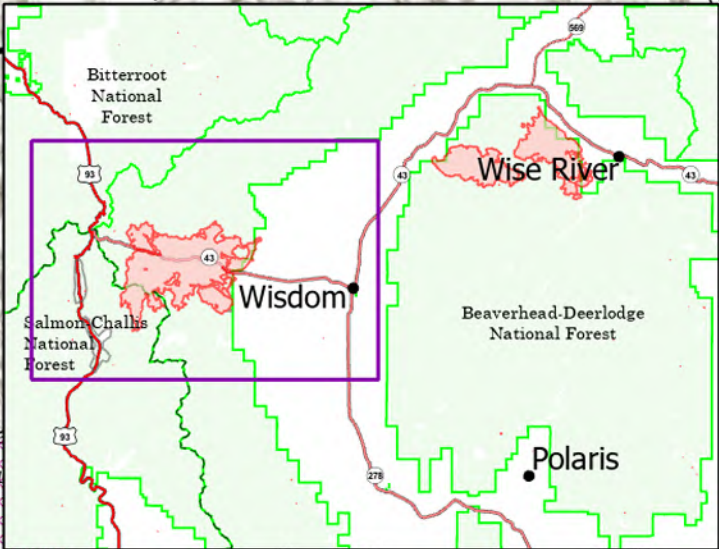 569
Bitterroot
National
Forest
93
Wise River
43
43
43
Wisdom
Salmon-Challis
National
Forest
Beaverhead-Deerlodge
National Forest
93
Polaris
278